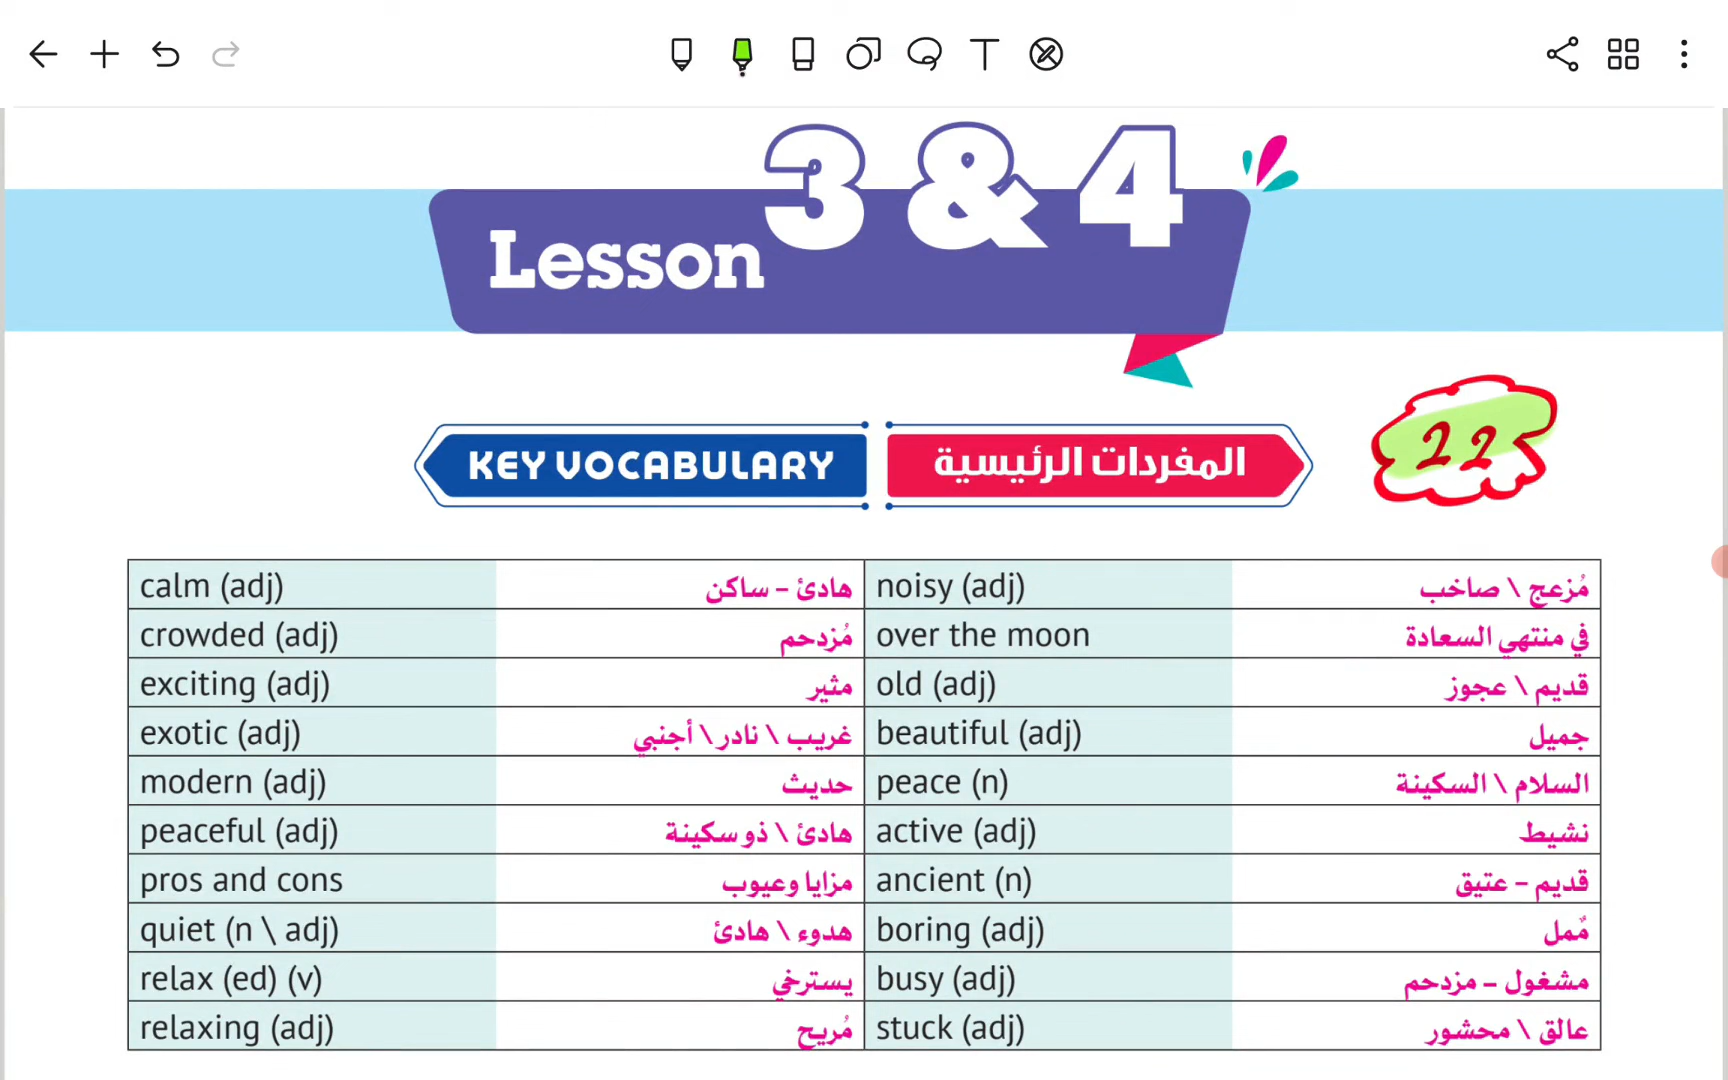 Lesson 3 & 4
KEY VOCABULARY المفردات الرئيسية
22
calm (adj) هادئ – ساكن noisy (adj) مُزعج \ صاخب
crowded (adj) مُزدحم over the moon في منتهي السعادة
exciting (adj) مثير old (adj) قديم \ عجوز
exotic (adj) غريب \ نادر \ أجنبي beautiful (adj) جميل
modern (adj) حديث peace (n) السلام \ السكينة
peaceful (adj) هادئ \ ذو سكينة active (adj) نشيط
pros and cons مزايا وعيوب ancient (n) قديم – عتيق
quiet (n \ adj) هدوء \ هادئ boring (adj) مٌمل
relax (ed) (v) يسترخي busy (adj) مشغول – مزدحم
relaxing (adj) مُريح stuck (adj) عالق \ محشور